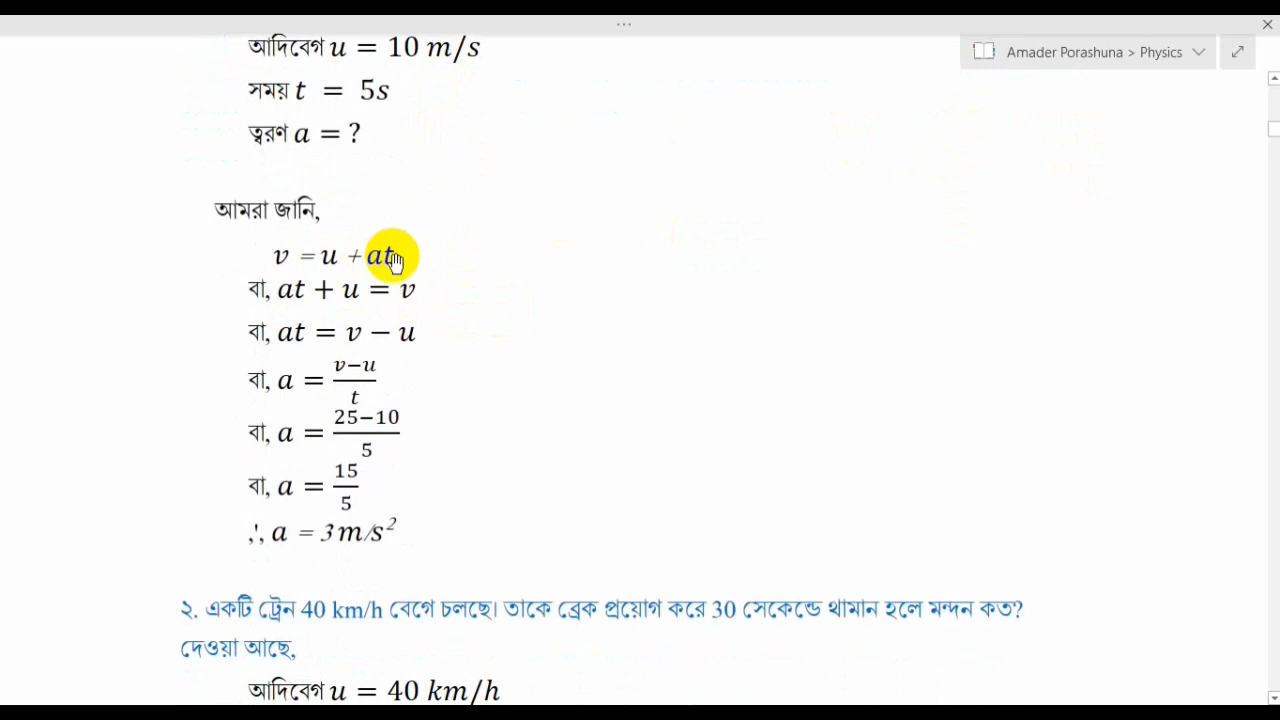 আদিবেগ u = 10 m/s
Amader Porashuna > Physics
সময় t = 5s
ত্বরণ a = ?
আমরা জানি,
v = u + at
বা, at + u = v
বা, at = v − u
বা, a = v−u/t
বা, a = 25−10/5
বা, a = 15/5
∴ a = 3m/s²
২. একটি ট্রেন 40 km/h বেগে চলছে। তাকে ব্রেক প্রয়োগ করে 30 সেকেন্ডে থামান হলে মন্দন কত?
দেওয়া আছে,
আদিবেগ u = 40 km/h